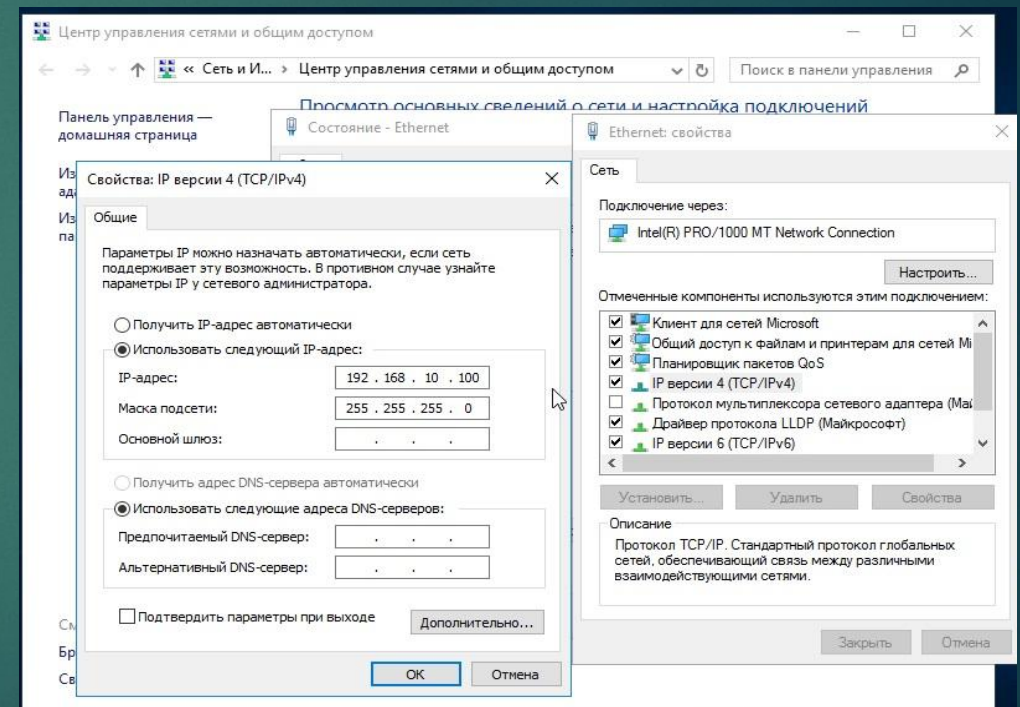 Центр управления сетями и общим доступом
« Сеть и И... › Центр управления сетями и общим доступом
Поиск в панели управления
Панель управления —
домашняя страница
Просмотр основных сведений о сети и настройка подключений
Состояние - Ethernet
Свойства: IP версии 4 (TCP/IPv4)
Общие
Параметры IP можно назначать автоматически, если сеть
поддерживает эту возможность. В противном случае узнайте
параметры IP у сетевого администратора.
Получить IP-адрес автоматически
Использовать следующий IP-адрес:
IP-адрес: 192 . 168 . 10 . 100
Маска подсети: 255 . 255 . 255 . 0
Основной шлюз: . . .
Получить адрес DNS-сервера автоматически
Использовать следующие адреса DNS-серверов:
Предпочитаемый DNS-сервер: . . .
Альтернативный DNS-сервер: . . .
Подтвердить параметры при выходе
Дополнительно...
ОК
Отмена
Ethernet: свойства
Сеть
Подключение через:
Intel(R) PRO/1000 MT Network Connection
Настроить...
Отмеченные компоненты используются этим подключением:
Клиент для сетей Microsoft
Общий доступ к файлам и принтерам для сетей Mi
Планировщик пакетов QoS
IP версии 4 (TCP/IPv4)
Протокол мультиплексора сетевого адаптера (Май
Драйвер протокола LLDP (Майкрософт)
IP версии 6 (TCP/IPv6)
Установить...
Удалить
Свойства
Описание
Протокол TCP/IP. Стандартный протокол глобальных
сетей, обеспечивающий связь между различными
взаимодействующими сетями.
Закрыть
Отмена